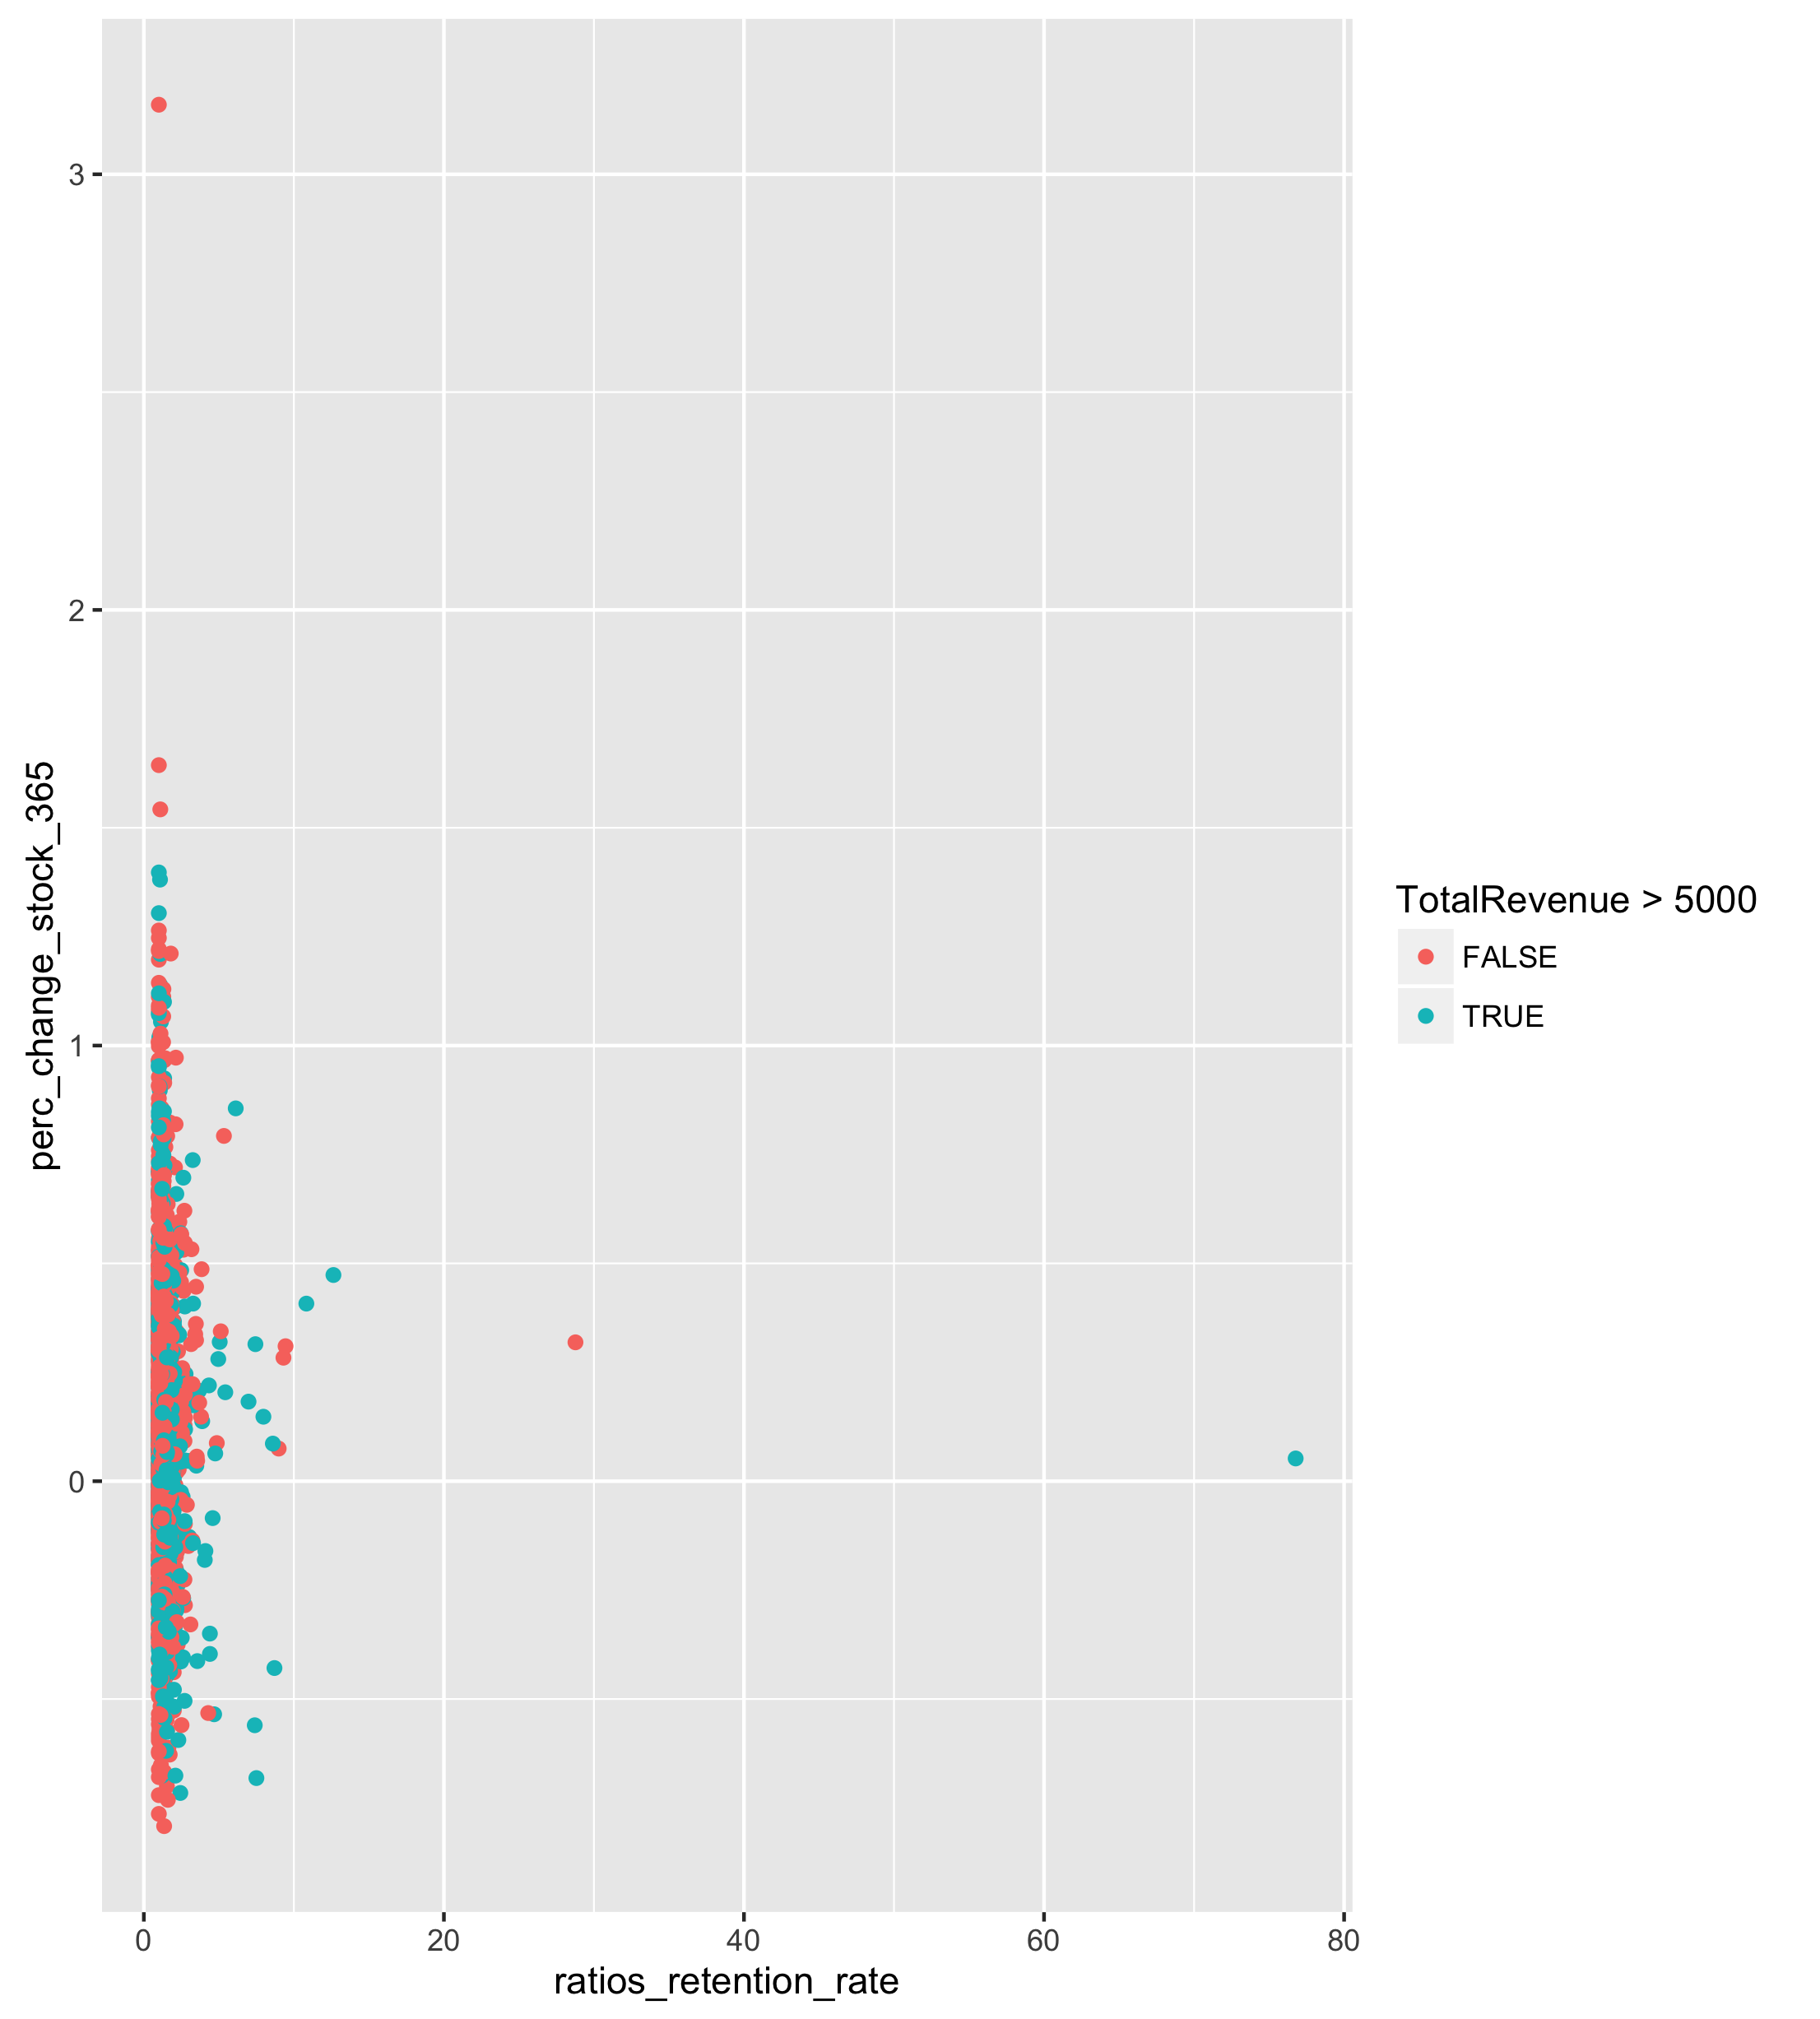 3
2
1
0
perc_change_stock_365
0 20 40 60 80
ratios_retention_rate
TotalRevenue > 5000
FALSE
TRUE